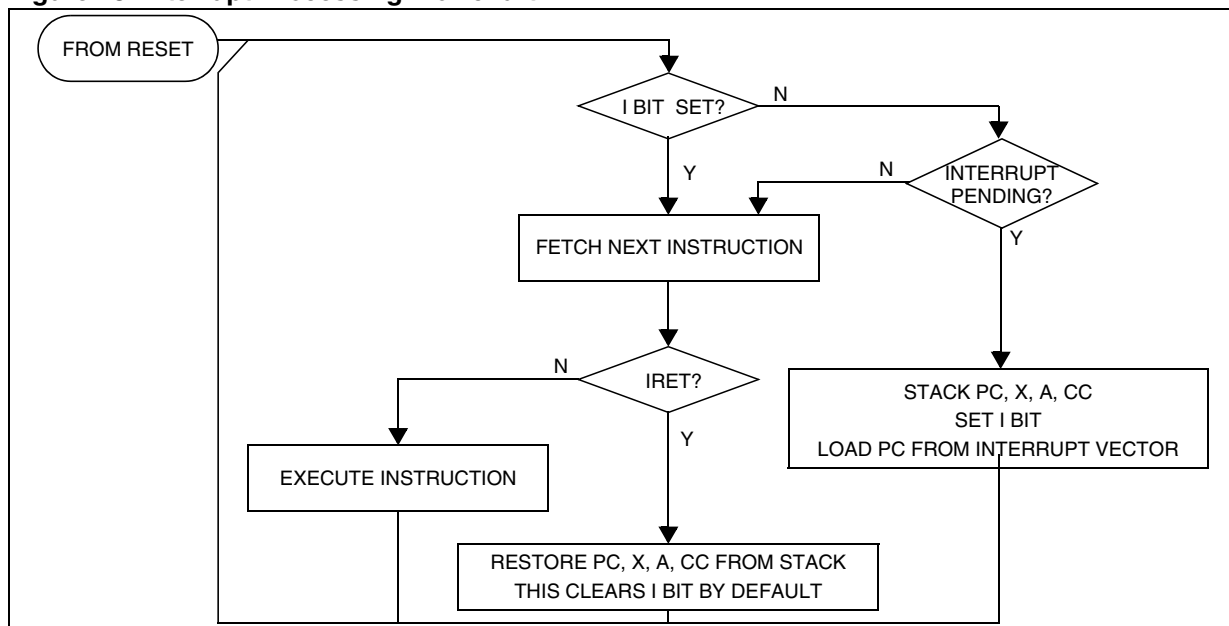 FROM RESET
I BIT SET?
N
Y
N
INTERRUPT
PENDING?
Y
FETCH NEXT INSTRUCTION
N
IRET?
Y
STACK PC, X, A, CC
SET I BIT
LOAD PC FROM INTERRUPT VECTOR
EXECUTE INSTRUCTION
RESTORE PC, X, A, CC FROM STACK
THIS CLEARS I BIT BY DEFAULT